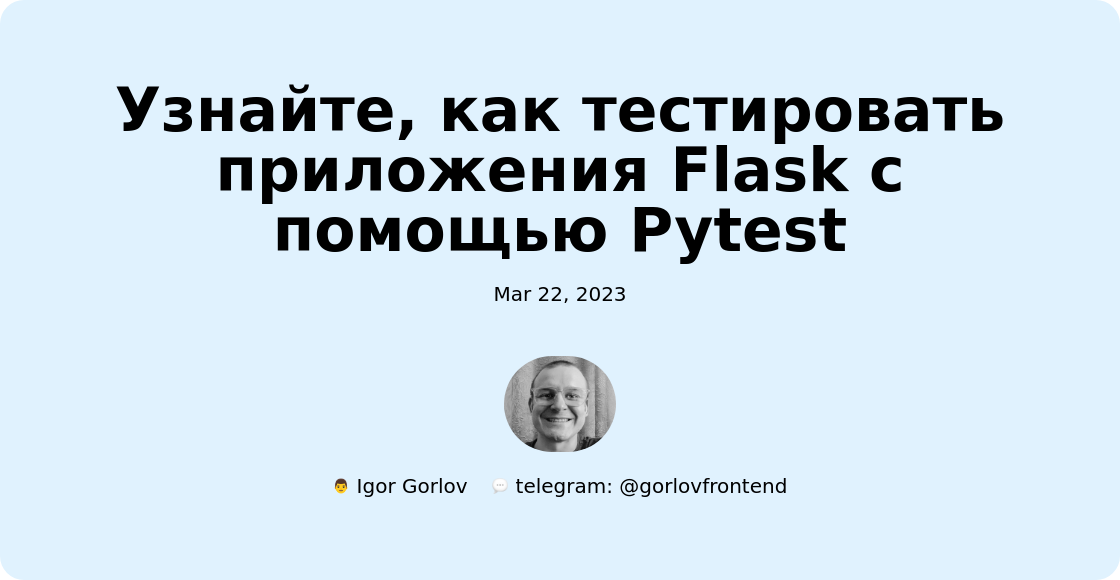 Узнайте, как тестировать
приложения Flask с
помощью Pytest
Mar 22, 2023
Igor Gorlov telegram: @gorlovfrontend